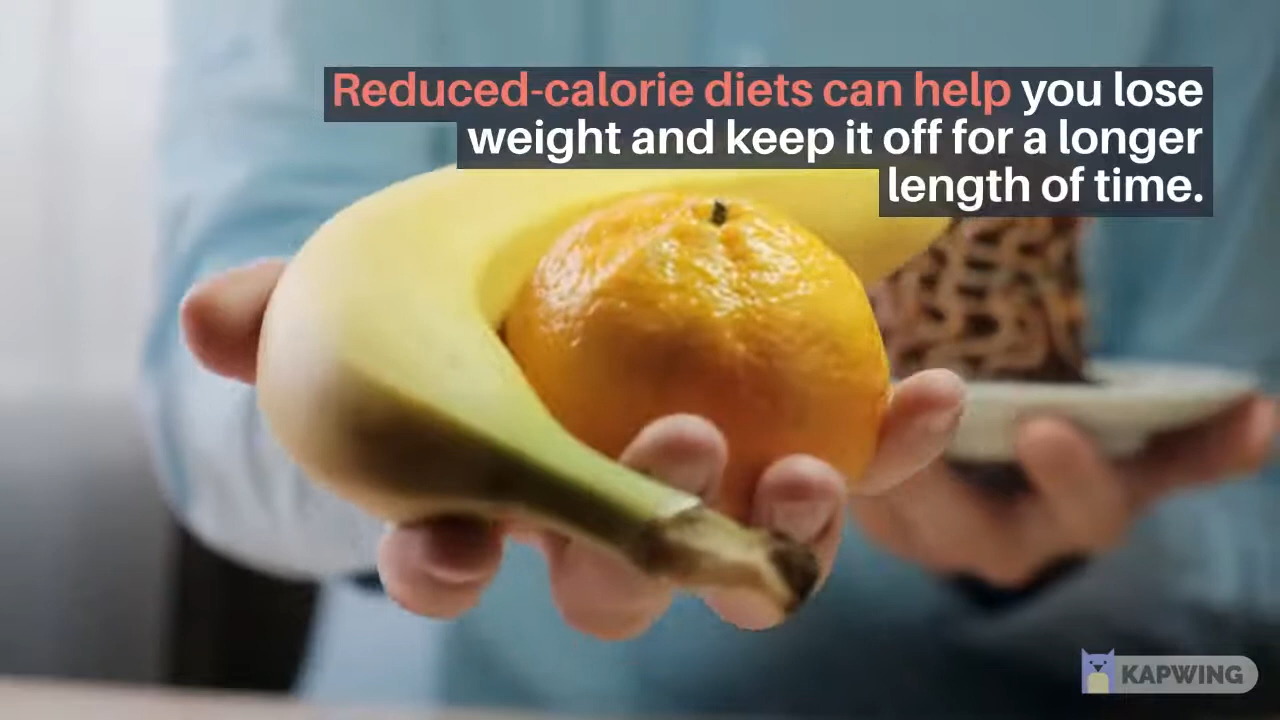 Reduced-calorie diets can help you lose
weight and keep it off for a longer
length of time.
KAPWING